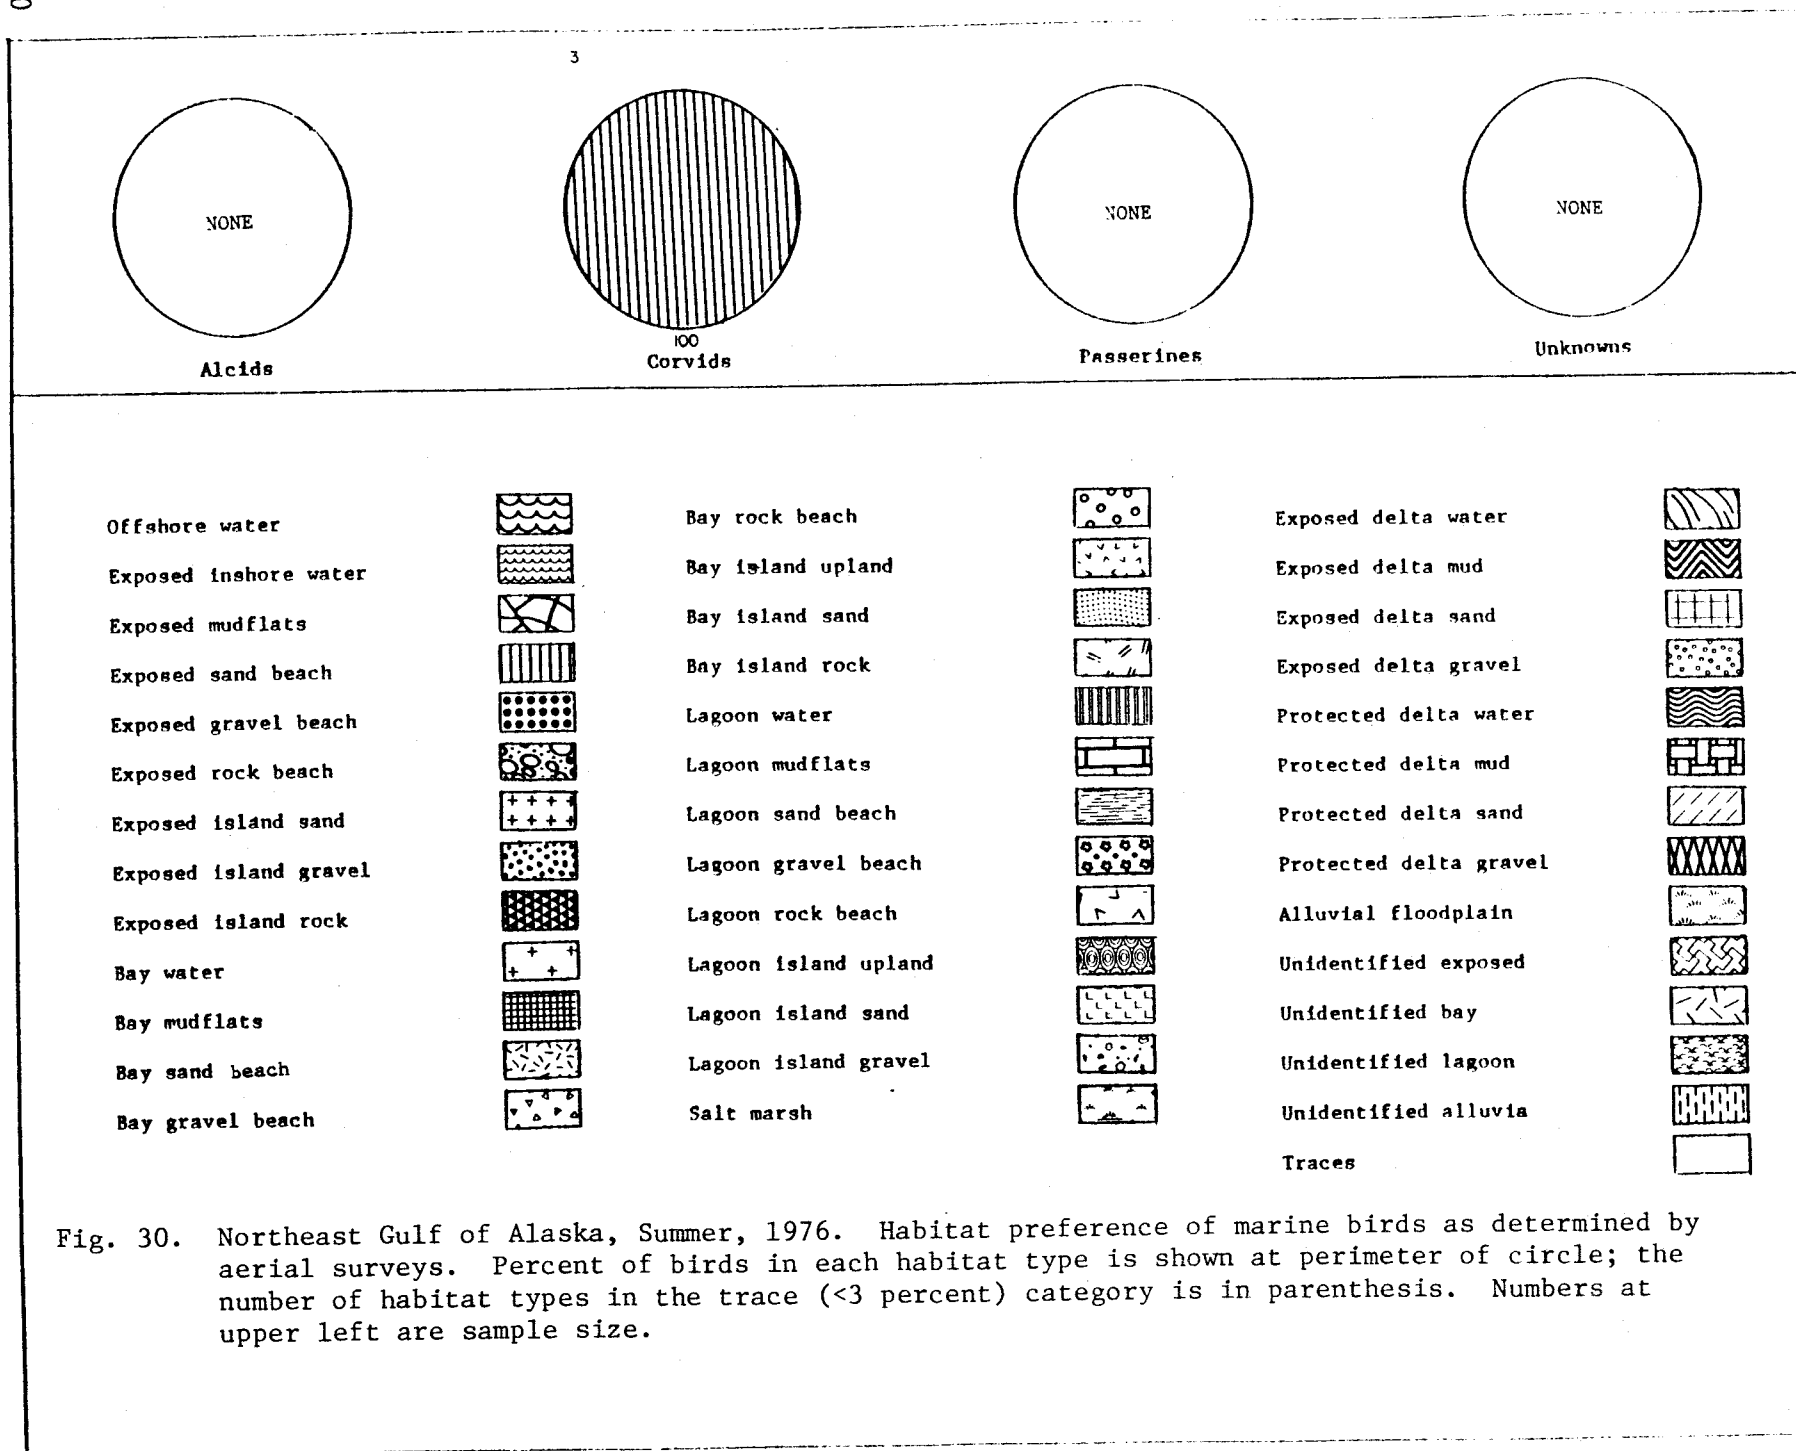 3
NONE
NONE
NONE
NONE
100
Alcids
Corvids
Passerines
Unknowns
Offshore water
Exposed inshore water
Exposed mudflats
Exposed sand beach
Exposed gravel beach
Exposed rock beach
Exposed island sand
Exposed island gravel
Exposed island rock
Bay water
Bay mudflats
Bay sand beach
Bay gravel beach
Bay rock beach
Bay island upland
Bay island sand
Bay island rock
Lagoon water
Lagoon mudflats
Lagoon sand beach
Lagoon gravel beach
Lagoon rock beach
Lagoon island upland
Lagoon island sand
Lagoon island gravel
Salt marsh
Exposed delta water
Exposed delta mud
Exposed delta sand
Exposed delta gravel
Protected delta water
Protected delta mud
Protected delta sand
Protected delta gravel
Alluvial floodplain
Unidentified exposed
Unidentified bay
Unidentified lagoon
Unidentified alluvia
Traces
Fig. 30. Northeast Gulf of Alaska, Summer, 1976. Habitat preference of marine birds as determined by
aerial surveys. Percent of birds in each habitat type is shown at perimeter of circle; the
number of habitat types in the trace (<3 percent) category is in parenthesis. Numbers at
upper left are sample size.